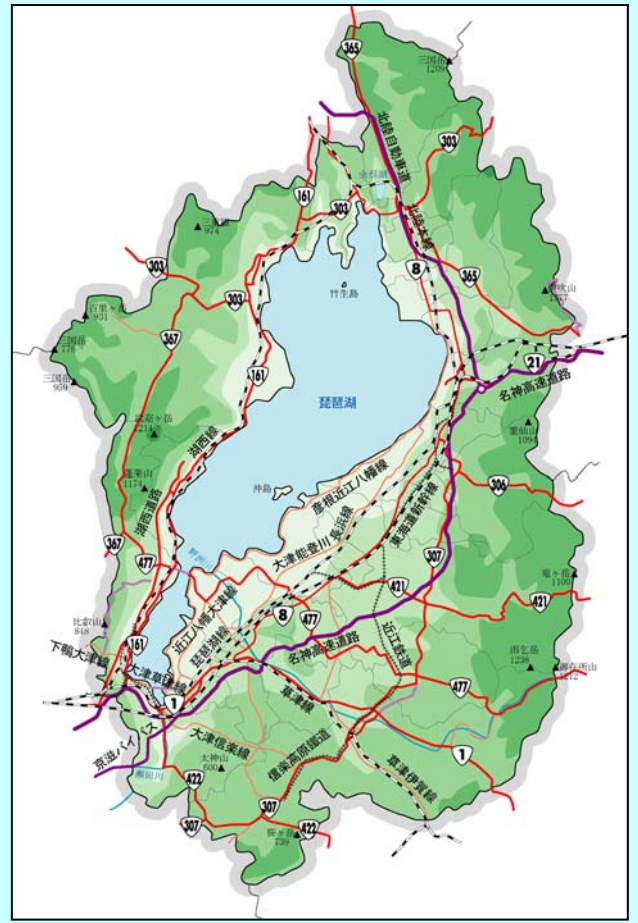 365
三国岳
1209
北陸自動車道
303
余呉湖
161
303
北陸本線
三重嶽
974
8
365
竹生島
伊吹山
1377
303
303
百里ヶ岳
931
367
21
三国岳
776
名神高速道路
三国岳
959
161
琵琶湖
武奈ヶ岳
1214
湖西線
霊仙山
1094
蓬莱山
1174
沖島
彦根近江八幡線
湖西道路
306
東海道新幹線
大津能登川長浜線
367
477
野洲川
307
竜ヶ岳
1100
421
421
近江八幡大津線
8
477
比叡山
848
琵琶湖線
近江鉄道
161
名神高速道路
下鴨大津線
雨乞岳
1238
御在所山
1212
大津草津線
477
草津線
1
京滋バイパス
大津信楽線
1
信楽高原鐵道
瀬田川
太神山
600
草津伊賀線
422
307
307
422
笹ヶ岳
739